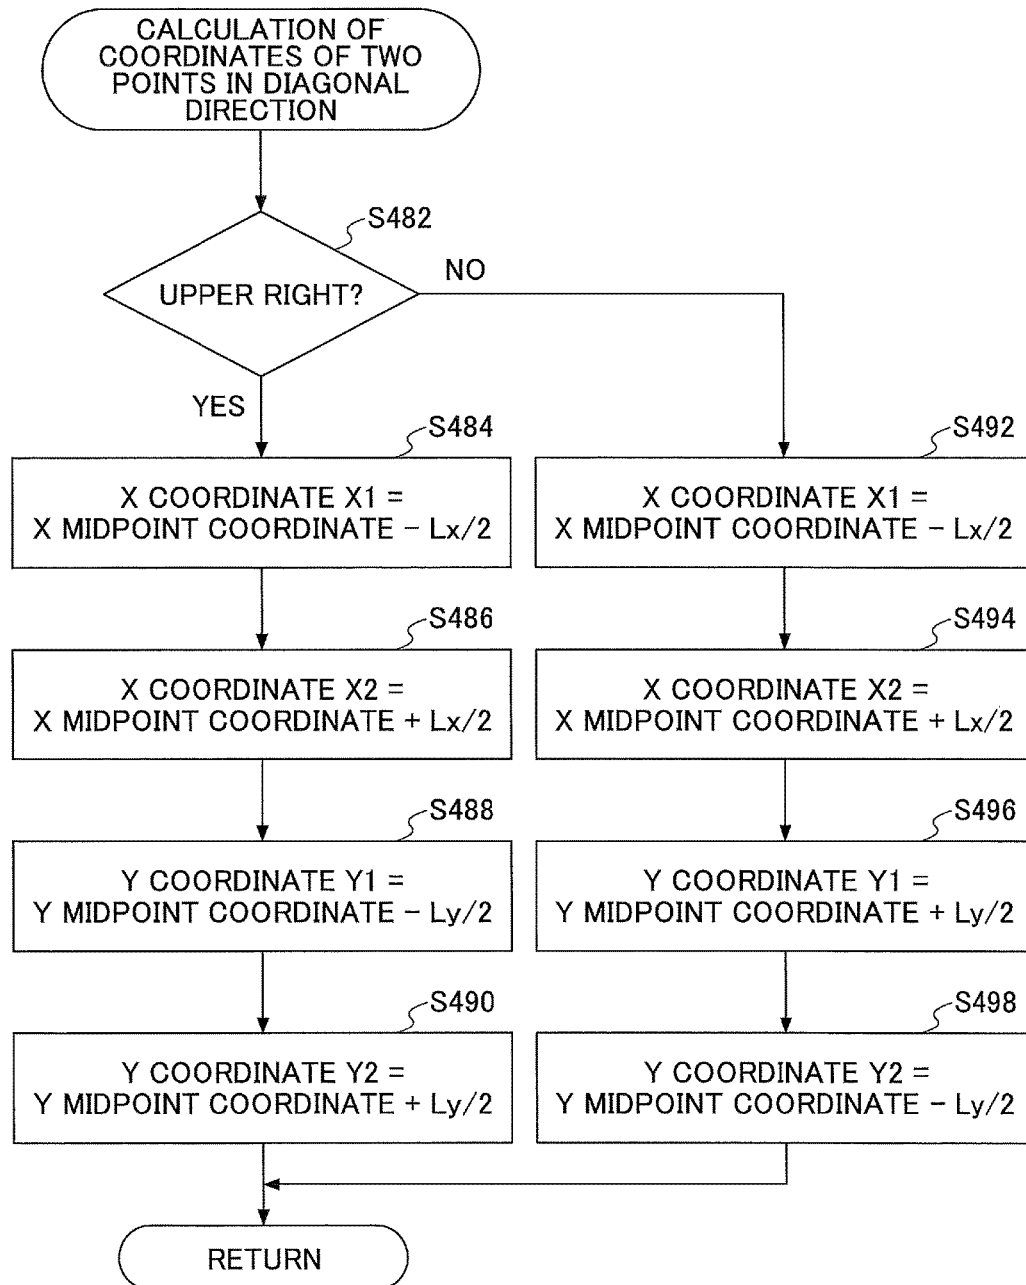 CALCULATION OF
COORDINATES OF TWO
POINTS IN DIAGONAL
DIRECTION
S482
UPPER RIGHT?
NO
YES
S484
X COORDINATE X1 =
X MIDPOINT COORDINATE - Lx/2
S486
X COORDINATE X2 =
X MIDPOINT COORDINATE + Lx/2
S488
Y COORDINATE Y1 =
Y MIDPOINT COORDINATE - Ly/2
S490
Y COORDINATE Y2 =
Y MIDPOINT COORDINATE + Ly/2
S492
X COORDINATE X1 =
X MIDPOINT COORDINATE - Lx/2
S494
X COORDINATE X2 =
X MIDPOINT COORDINATE + Lx/2
S496
Y COORDINATE Y1 =
Y MIDPOINT COORDINATE + Ly/2
S498
Y COORDINATE Y2 =
Y MIDPOINT COORDINATE - Ly/2
RETURN